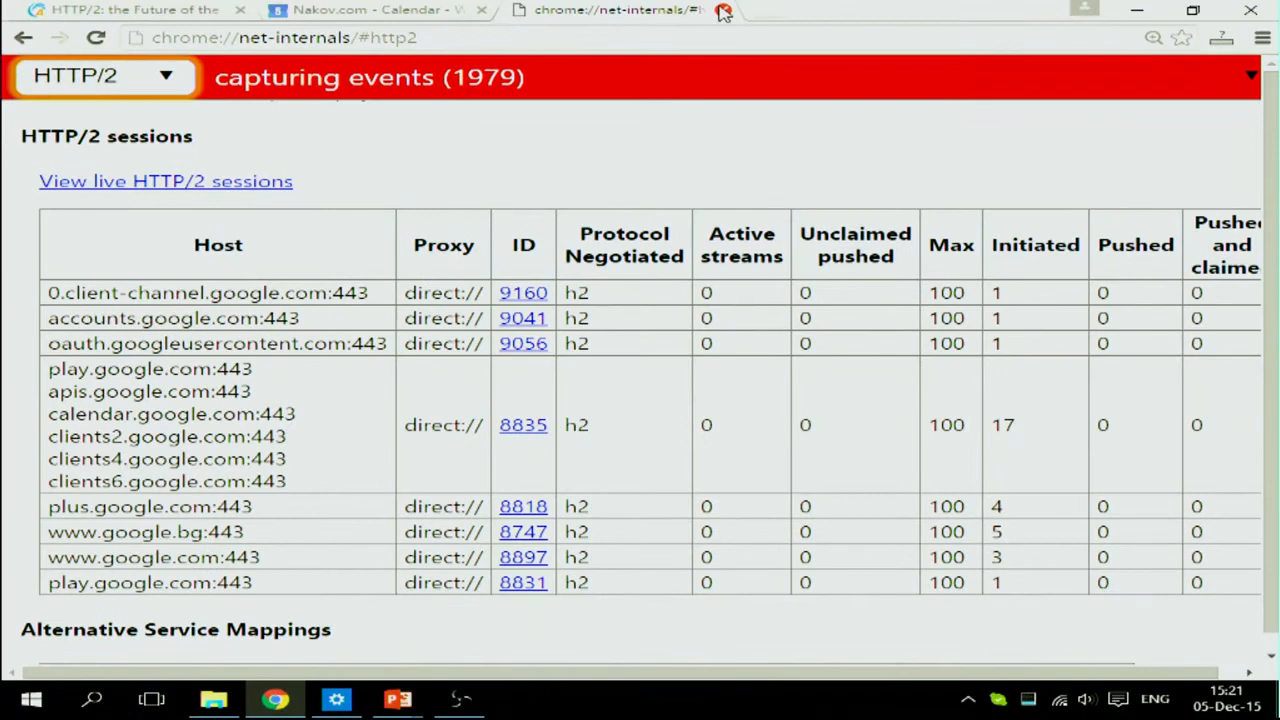 HTTP/2: the Future of the
8 Nakov.com - Calendar - W
chrome://net-internals/#h
chrome://net-internals/#http2
HTTP/2 ▼ capturing events (1979)
HTTP/2 sessions
View live HTTP/2 sessions
Host Proxy ID Protocol Negotiated Active streams Unclaimed pushed Max Initiated Pushed Pushed and claimed
0.client-channel.google.com:443 direct:// 9160 h2 0 0 100 1 0 0
accounts.google.com:443 direct:// 9041 h2 0 0 100 1 0 0
oauth.googleusercontent.com:443 direct:// 9056 h2 0 0 100 1 0 0
play.google.com:443
apis.google.com:443
calendar.google.com:443
clients2.google.com:443
clients4.google.com:443
clients6.google.com:443
direct:// 8835 h2 0 0 100 17 0 0
plus.google.com:443 direct:// 8818 h2 0 0 100 4 0 0
www.google.bg:443 direct:// 8747 h2 0 0 100 5 0 0
www.google.com:443 direct:// 8897 h2 0 0 100 3 0 0
play.google.com:443 direct:// 8831 h2 0 0 100 1 0 0
Alternative Service Mappings
ENG
15:21
05-Dec-15